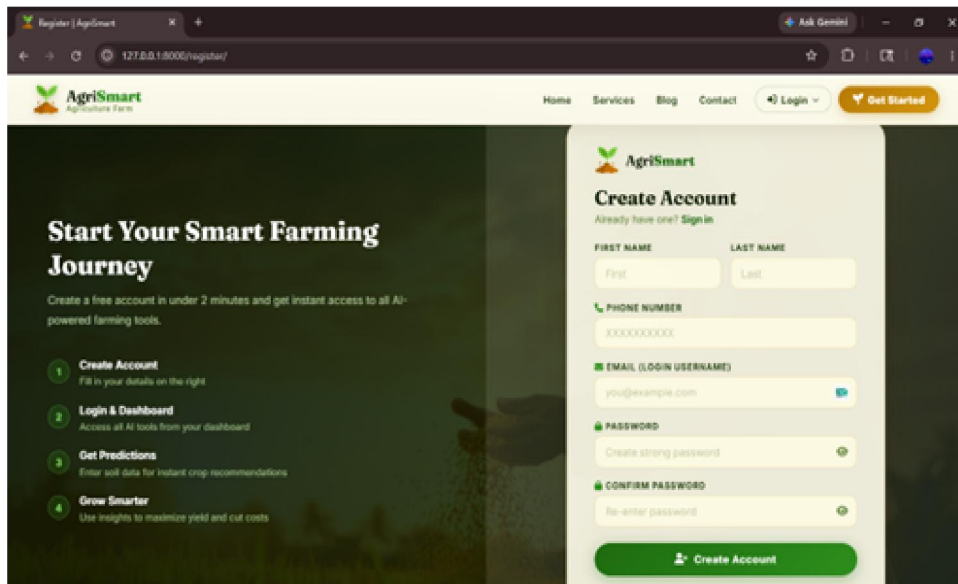 Register | AgriSmart
Ask Gemini
127.0.0.1:8000/register/
AgriSmart
Agriculture Farm
Home
Services
Blog
Contact
Login
Get Started
Start Your Smart Farming
Journey
Create a free account in under 2 minutes and get instant access to all AI-
powered farming tools.
1
Create Account
Fill in your details on the right
2
Login & Dashboard
Access all AI tools from your dashboard
3
Get Predictions
Enter soil data for instant crop recommendations
4
Grow Smarter
Use insights to maximize yield and cut costs
AgriSmart
Create Account
Already have one? Sign in
FIRST NAME
LAST NAME
First
Last
PHONE NUMBER
XXXXXXXXXX
EMAIL (LOGIN USERNAME)
you@example.com
PASSWORD
Create strong password
CONFIRM PASSWORD
Re-enter password
Create Account